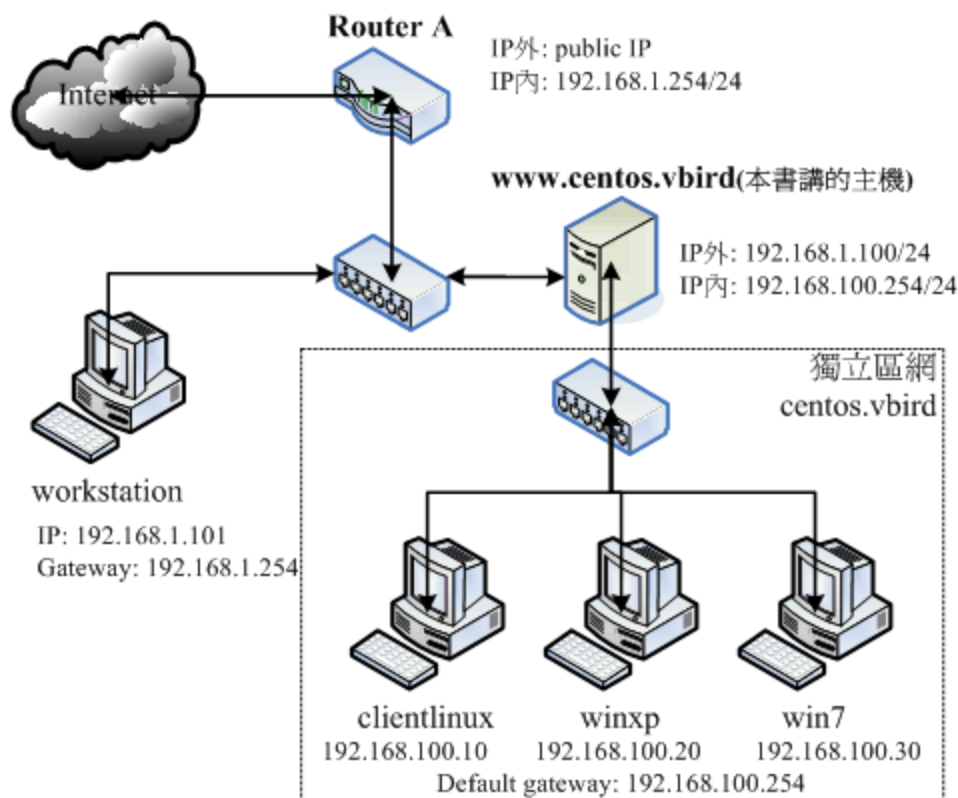 Router A
IP外: public IP
IP內: 192.168.1.254/24
Internet
www.centos.vbird(本書講的主機)
IP外: 192.168.1.100/24
IP內: 192.168.100.254/24
獨立區網
centos.vbird
workstation
IP: 192.168.1.101
Gateway: 192.168.1.254
clientlinux
192.168.100.10
winxp
192.168.100.20
win7
192.168.100.30
Default gateway: 192.168.100.254